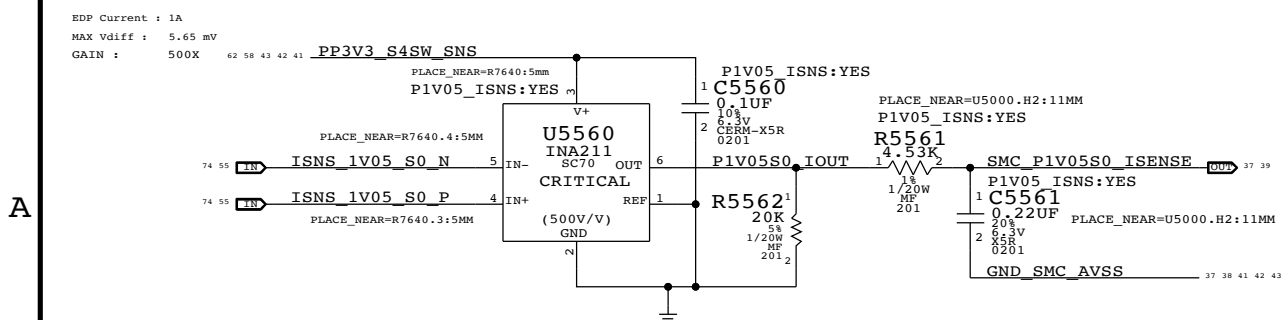 EDP Current : 1A
MAX Vdiff : 5.65 mV
GAIN : 500X
62 58 43 42 41 PP3V3_S4SW_SNS
PLACE_NEAR=R7640:5mm
P1V05_ISNS:YES
3
V+
P1V05_ISNS:YES
1 C5560
0.1UF
10%
6.3V
2 CERM-X5R
0201
PLACE_NEAR=U5000.H2:11MM
P1V05_ISNS:YES
R5561
1 4.53K 2
1%
1/20W
MF
201
PLACE_NEAR=R7640.4:5MM
U5560
INA211
SC70
CRITICAL
(500V/V)
GND
2
74 55 IN ISNS_1V05_S0_N 5 IN-
OUT 6 P1V05S0_IOUT
SMC_P1V05S0_ISENSE OUT 37 39
74 55 IN ISNS_1V05_S0_P 4 IN+
REF 1
PLACE_NEAR=R7640.3:5MM
R5562 1
20K
5%
1/20W
MF
201 2
P1V05_ISNS:YES
1 C5561
0.22UF
20%
6.3V
2 X5R
0201
PLACE_NEAR=U5000.H2:11MM
GND_SMC_AVSS 37 38 41 42 43
A